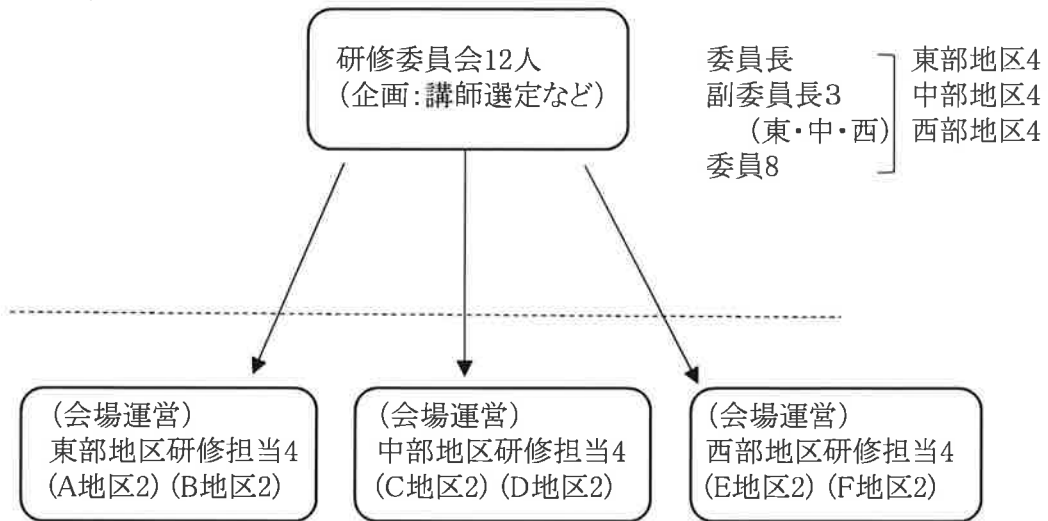 研修委員会12人
(企画:講師選定など)
委員長
副委員長3
(東・中・西)
委員8
東部地区4
中部地区4
西部地区4
(会場運営)
東部地区研修担当4
(A地区2) (B地区2)
(会場運営)
中部地区研修担当4
(C地区2) (D地区2)
(会場運営)
西部地区研修担当4
(E地区2) (F地区2)